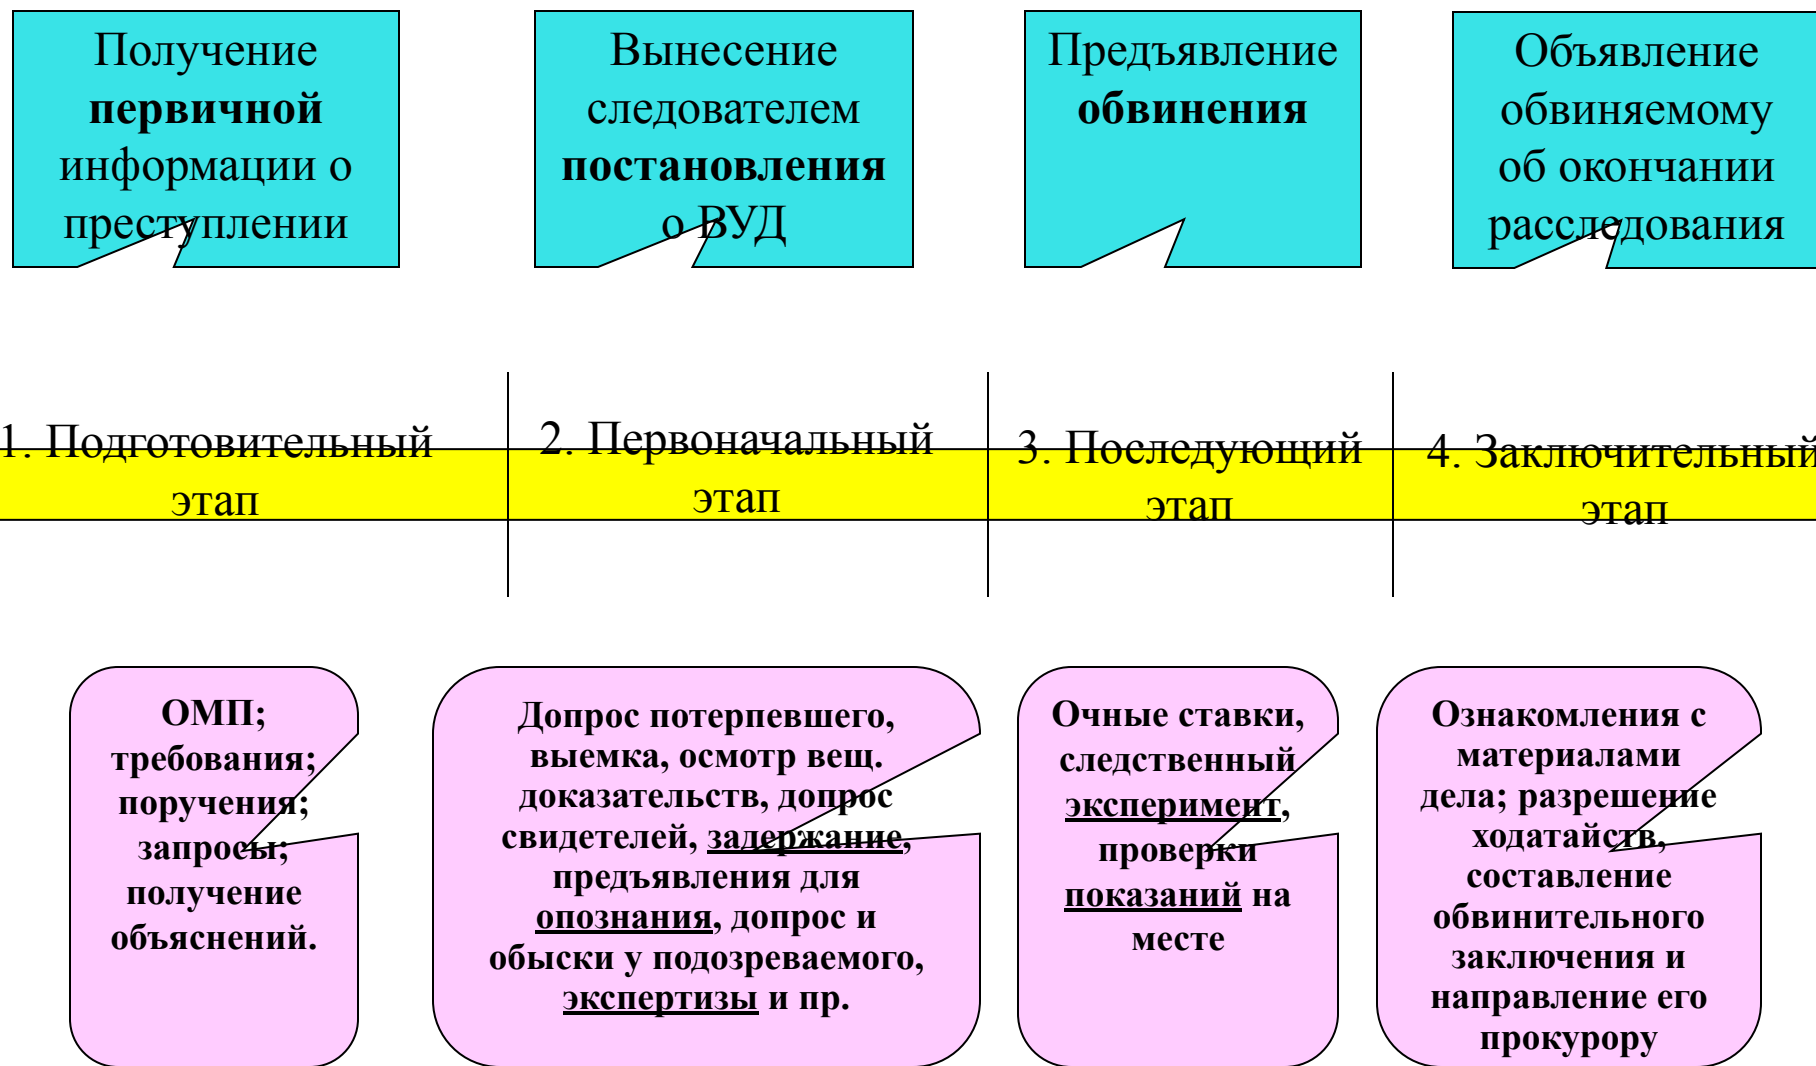 Получение
первичной
информации о
преступлении
Вынесение
следователем
постановления
о ВУД
Предъявление
обвинения
Объявление
обвиняемому
об окончании
расследования
1. Подготовительный
этап
2. Первоначальный
этап
3. Последующий
этап
4. Заключительный
этап
ОМП;
требования;
поручения;
запросы;
получение
объяснений.
Допрос потерпевшего,
выемка, осмотр вещ.
доказательств, допрос
свидетелей, задержание,
предъявления для
опознания, допрос и
обыски у подозреваемого,
экспертизы и пр.
Очные ставки,
следственный
эксперимент,
проверки
показаний на
месте
Ознакомления с
материалами
дела; разрешение
ходатайств,
составление
обвинительного
заключения и
направление его
прокурору